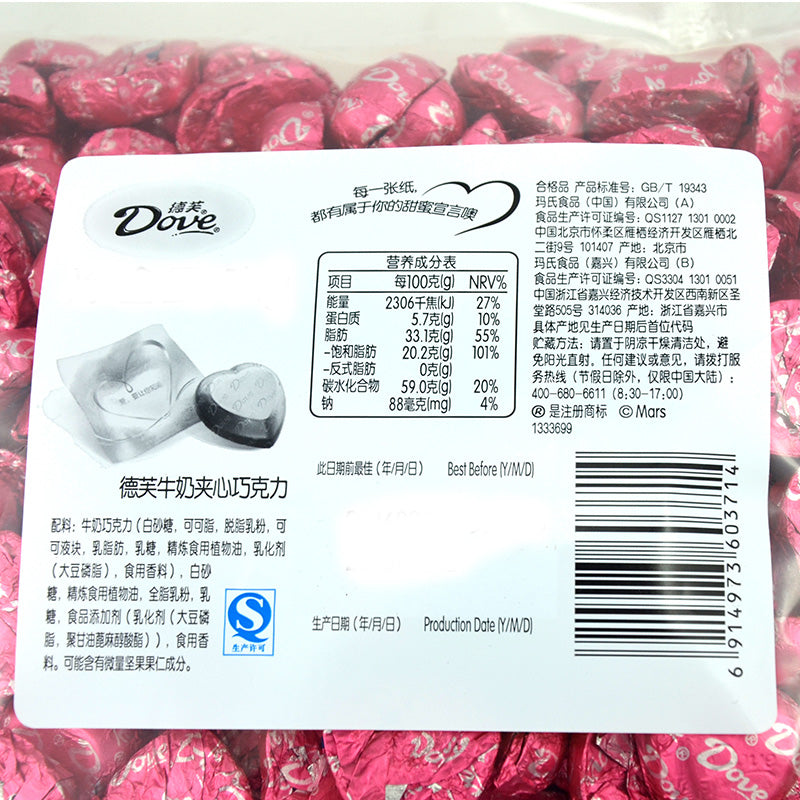 德芙®
Dove®
每一张纸，
都有属于你的甜蜜宣言噢
营养成分表
项目 每100克(g) NRV%
能量 2306千焦(kJ) 27%
蛋白质 5.7克(g) 10%
脂肪 33.1克(g) 55%
-饱和脂肪 20.2克(g) 101%
-反式脂肪 0克(g)
碳水化合物 59.0克(g) 20%
钠 88毫克(mg) 4%
合格品 产品标准号：GB/T 19343
玛氏食品（中国）有限公司（A）
食品生产许可证编号：QS1127 1301 0002
中国北京市怀柔区雁栖经济开发区雁栖北
二街9号 101407 产地：北京市
玛氏食品（嘉兴）有限公司（B）
食品生产许可证编号：QS3304 1301 0051
中国浙江省嘉兴经济技术开发区西南新区圣
堂路505号 314036 产地：浙江省嘉兴市
具体产地见生产日期后首位代码
贮藏方法：请置于阴凉干燥清洁处，避
免阳光直射。任何建议或意见，请拨打服
务热线（节假日除外，仅限中国大陆）：
400-680-6611 (8:30-17:00)
® 是注册商标 ©Mars
1333699
德芙牛奶夹心巧克力
配料：牛奶巧克力（白砂糖，可可脂，脱脂乳粉，可
可液块，乳脂肪，乳糖，精炼食用植物油，乳化剂
（大豆磷脂），食用香料），白砂
糖，精炼食用植物油，全脂乳粉，乳
糖，食品添加剂（乳化剂（大豆磷
脂，聚甘油蓖麻醇酸酯）），食用香
料。可能含有微量坚果果仁成分。
生产许可
此日期前最佳（年/月/日） Best Before (Y/M/D)
生产日期（年/月/日） Production Date (Y/M/D)
6 914973 603714
Dove
Dove
Dove
Dove